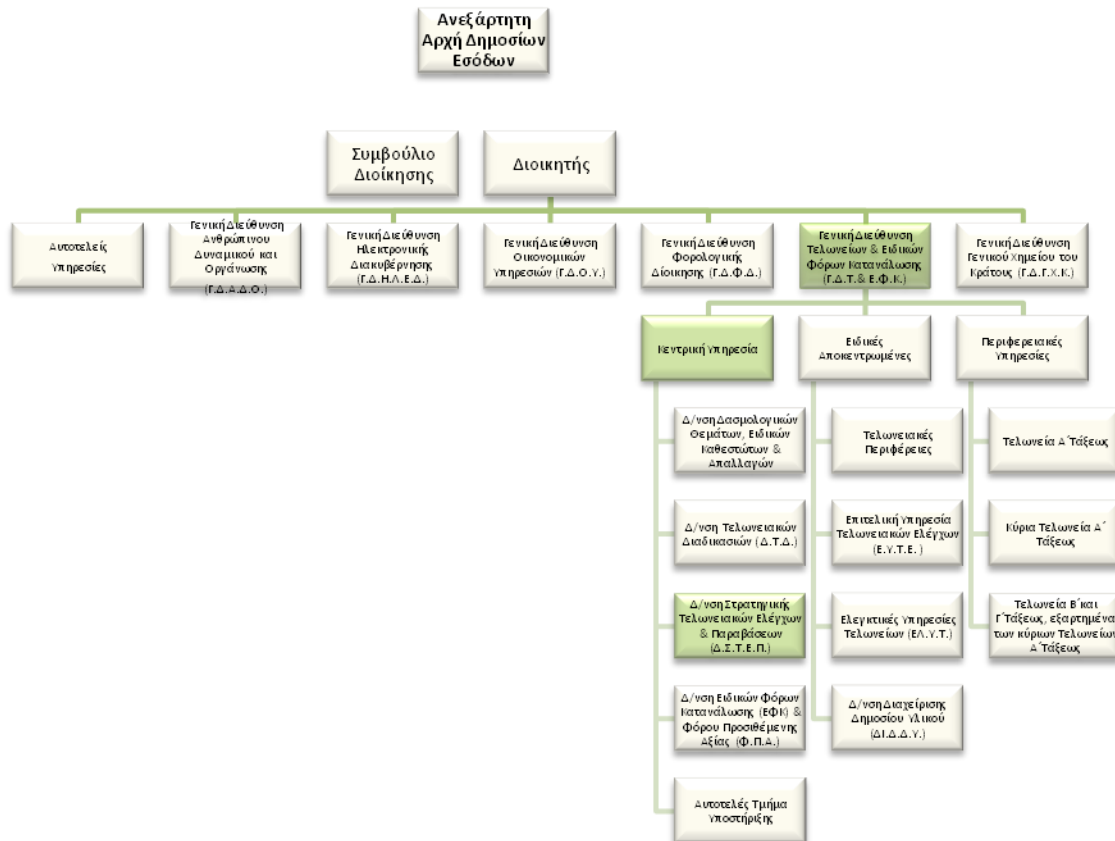 Ανεξάρτητη
Αρχή Δημοσίων
Εσόδων
Συμβούλιο
Διοίκησης
Διοικητής
Αυτοτελείς
Υπηρεσίες
Γενική Διεύθυνση
Ανθρώπινου
Δυναμικού και
Οργάνωσης
(Γ.Δ.Α.Δ.Ο.)
Γενική Διεύθυνση
Ηλεκτρονικής
Διακυβέρνησης
(Γ.Δ.Η.Λ.Ε.Δ.)
Γενική Διεύθυνση
Οικονομικών
Υπηρεσιών (Γ.Δ.Ο.Υ.)
Γενική Διεύθυνση
Φορολογικής
Δίοικησης (Γ.Δ.Φ.Δ.)
Γενική Διεύθυνση
Τελωνείων & Ειδικών
Φόρων Κατανάλωσης
(Γ.Δ.Τ.& Ε.Φ.Κ.)
Γενική Διεύθυνση
Γενικού Χημείου του
Κράτους (Γ.Δ.Γ.Χ.Κ.)
Κεντρική Υπηρεσία
Ειδικές
Αποκεντρωμένες
Περιφερειακές
Υπηρεσίες
Δ/νση Δασμολογικών
Θεμάτων, Ειδικών
Καθεστώτων &
Απαλλαγών
Δ/νση Τελωνειακών
Διαδικασιών (Δ.Τ.Δ.)
Δ/νση Στρατηγικής
Τελωνειακών Ελέγχων
& Παραβάσεων
(Δ.Σ.Τ.Ε.Π.)
Δ/νση Ειδικών Φόρων
Κατανάλωσης (ΕΦΚ) &
Φόρου Προστιθέμενης
Αξίας (Φ.Π.Α.)
Αυτοτελές Τμήμα
Υποστήριξης
Τελωνειακές
Περιφέρειες
Επιτελική Υπηρεσία
Τελωνειακών Ελέγχων
(Ε.Υ.Τ.Ε. )
Ελεγκτικές Υπηρεσίες
Τελωνείων (ΕΛ.Υ.Τ.)
Δ/νση Διαχείρισης
Δημοσίου Υλικού
(ΔΙ.Δ.Δ.Υ.)
Τελωνεία Α΄ Τάξεως
Κύρια Τελωνεία Α΄
Τάξεως
Τελωνεία Β΄ και
Γ΄ Τάξεως, εξαρτημένα
των κύριων Τελωνείων
Α΄ Τάξεως